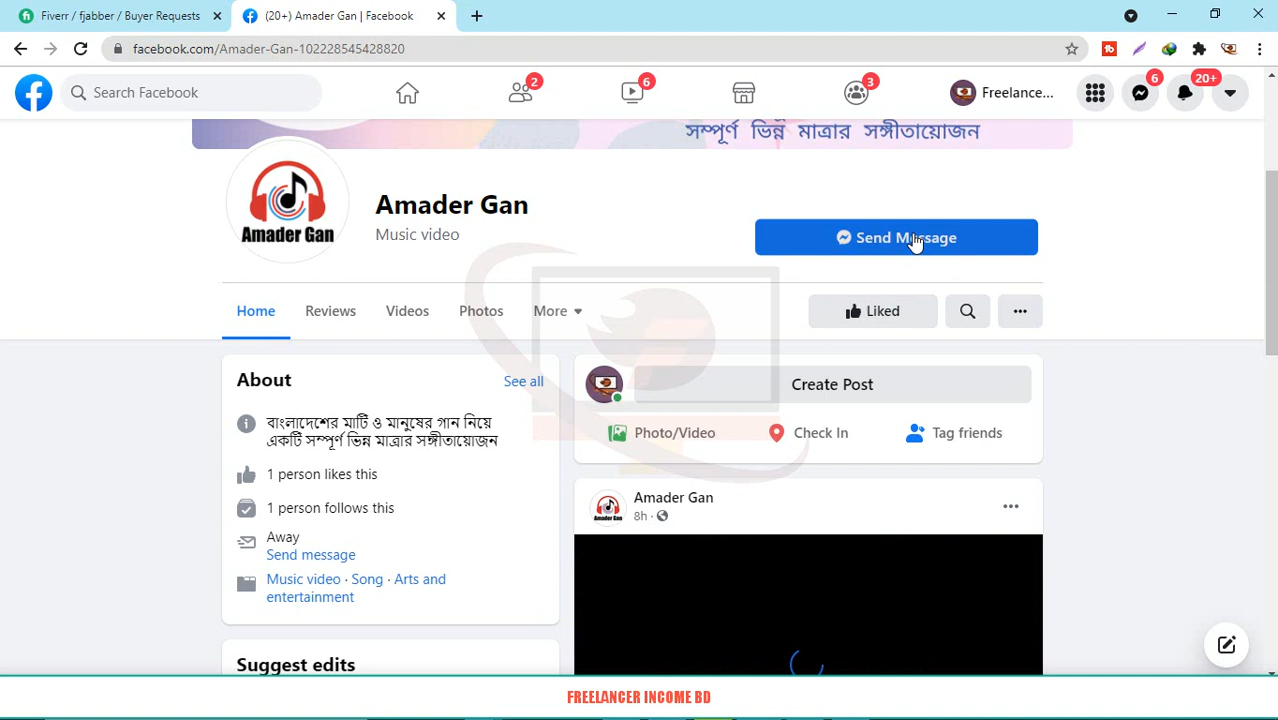 Fiverr / fjabber / Buyer Requests
(20+) Amader Gan | Facebook
facebook.com/Amader-Gan-102228545428820
Search Facebook
2
6
3
Freelance...
6
20+
সম্পূর্ণ ভিন্ন মাত্রার সঙ্গীতায়োজন
Amader Gan
Amader Gan
Music video
Send Message
Home
Reviews
Videos
Photos
More
Liked
About
See all
বাংলাদেশের মাটি ও মানুষের গান নিয়ে
একটি সম্পূর্ণ ভিন্ন মাত্রার সঙ্গীতায়োজন
1 person likes this
1 person follows this
Away
Send message
Music video · Song · Arts and
entertainment
Suggest edits
Create Post
Photo/Video
Check In
Tag friends
Amader Gan
Amader Gan
8h ·
FREELANCER INCOME BD